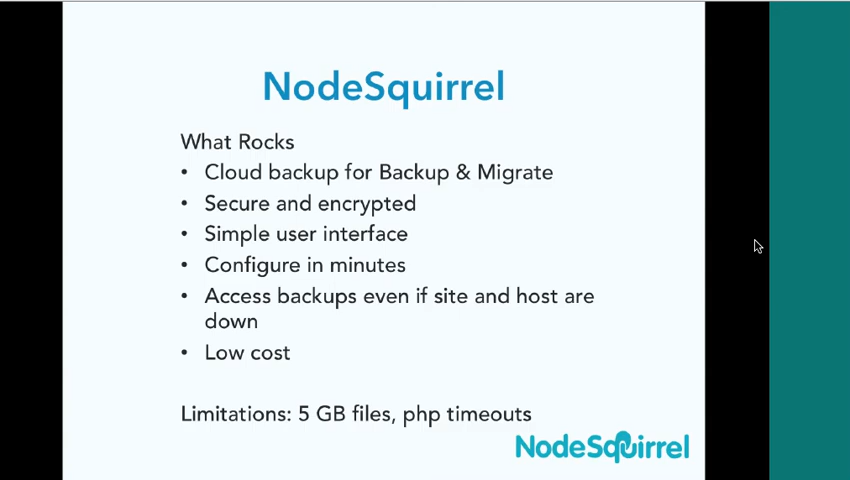 NodeSquirrel
What Rocks
• Cloud backup for Backup & Migrate
• Secure and encrypted
• Simple user interface
• Configure in minutes
• Access backups even if site and host are
down
• Low cost
Limitations: 5 GB files, php timeouts
NodeSquirrel